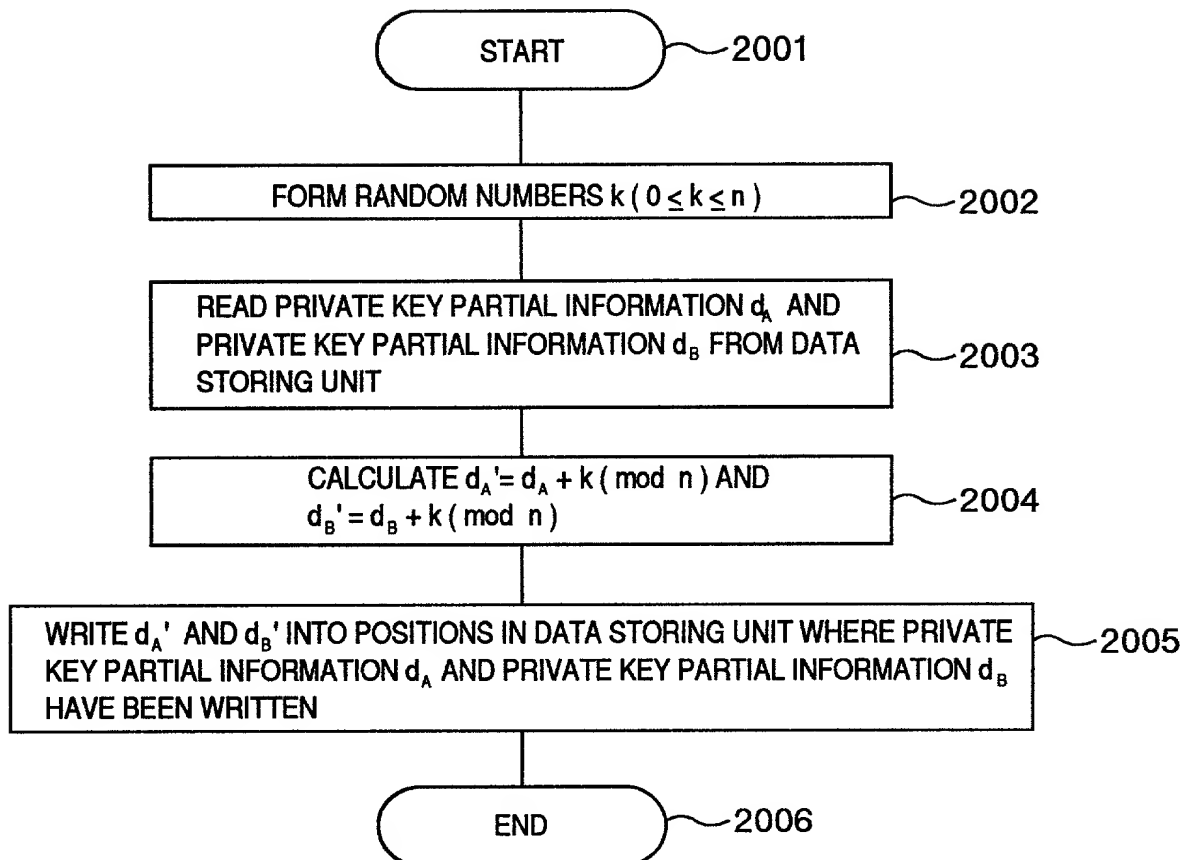 START
2001
FORM RANDOM NUMBERS k ( 0 ≤ k ≤ n )
2002
READ PRIVATE KEY PARTIAL INFORMATION dA AND
PRIVATE KEY PARTIAL INFORMATION dB FROM DATA
STORING UNIT
2003
CALCULATE dA' = dA + k ( mod n ) AND
dB' = dB + k ( mod n )
2004
WRITE dA' AND dB' INTO POSITIONS IN DATA STORING UNIT WHERE PRIVATE
KEY PARTIAL INFORMATION dA AND PRIVATE KEY PARTIAL INFORMATION dB
HAVE BEEN WRITTEN
2005
END
2006